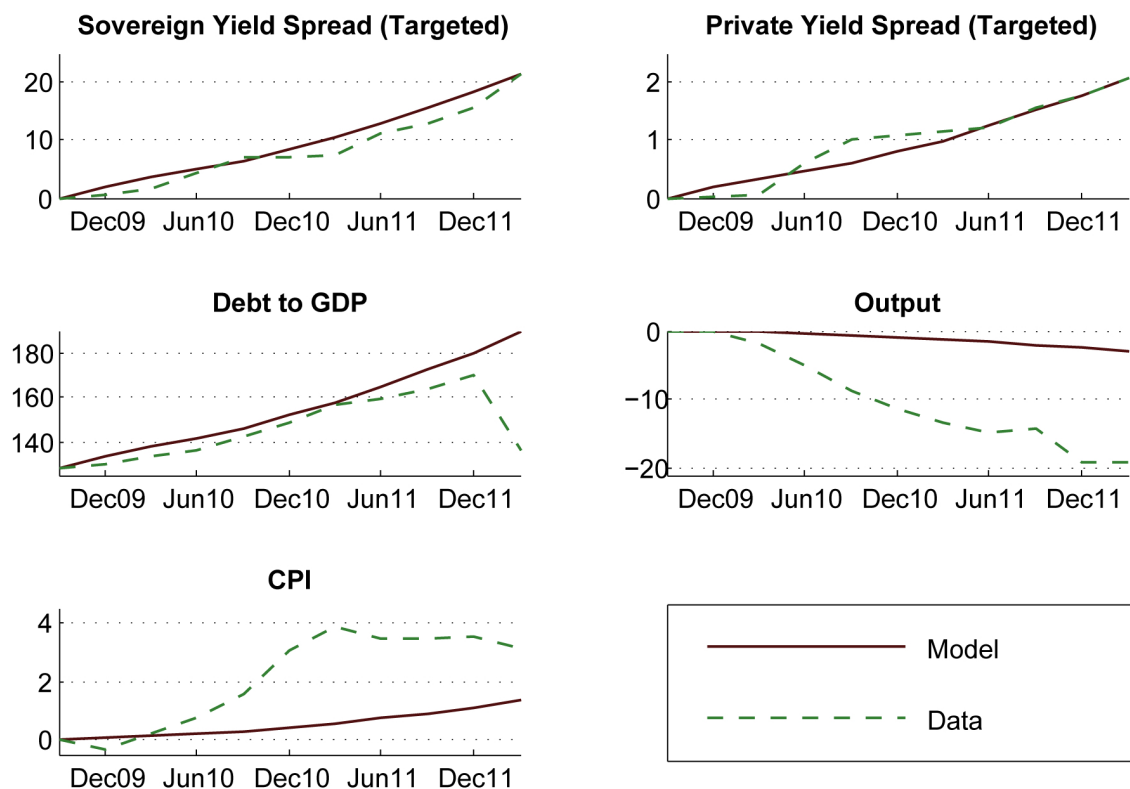 Sovereign Yield Spread (Targeted)
20
10
0
Dec09 Jun10 Dec10 Jun11 Dec11
Private Yield Spread (Targeted)
2
1
0
Dec09 Jun10 Dec10 Jun11 Dec11
Debt to GDP
180
160
140
Dec09 Jun10 Dec10 Jun11 Dec11
Output
0
−10
−20
Dec09 Jun10 Dec10 Jun11 Dec11
CPI
4
2
0
Dec09 Jun10 Dec10 Jun11 Dec11
Model
Data